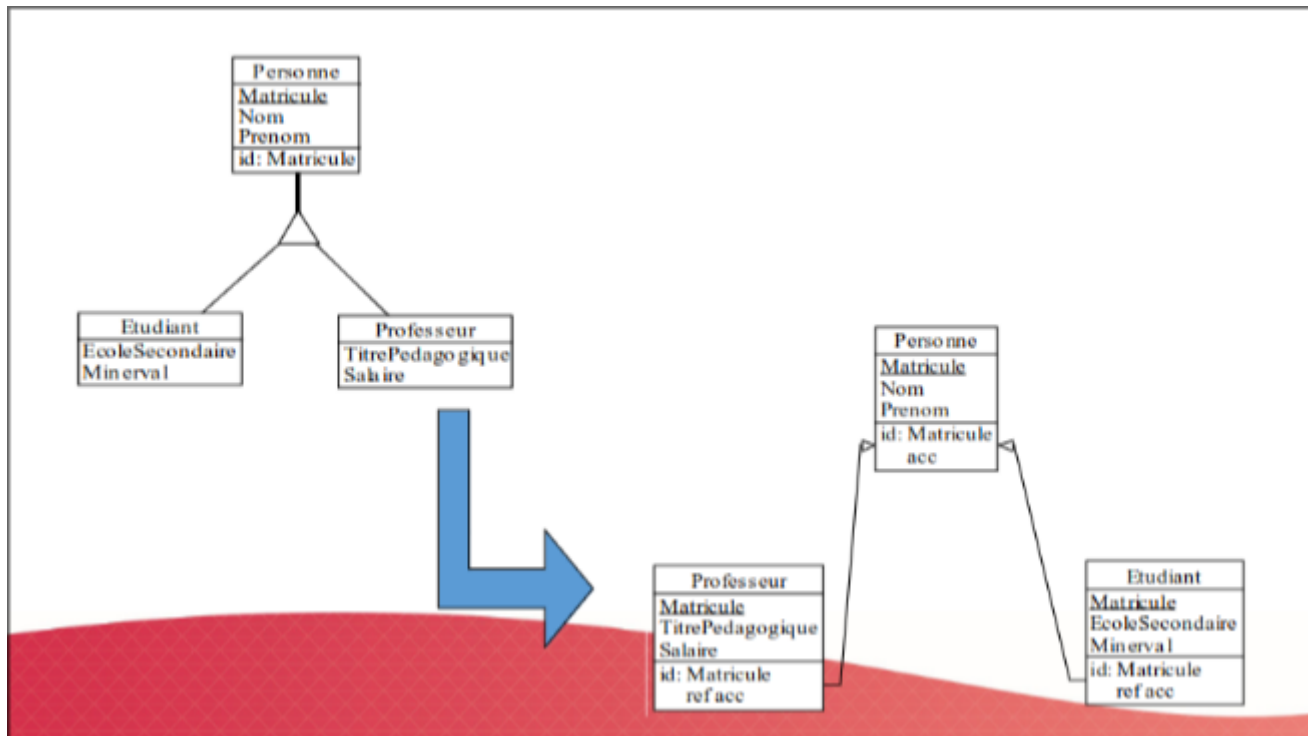 Personne
Matricule
Nom
Prenom
id: Matricule
Etudiant
EcoleSecondaire
Minerval
Professeur
TitrePedagogique
Salaire
Personne
Matricule
Nom
Prenom
id: Matricule
acc
Professeur
Matricule
TitrePedagogique
Salaire
id: Matricule
ref acc
Etudiant
Matricule
EcoleSecondaire
Minerval
id: Matricule
ref acc